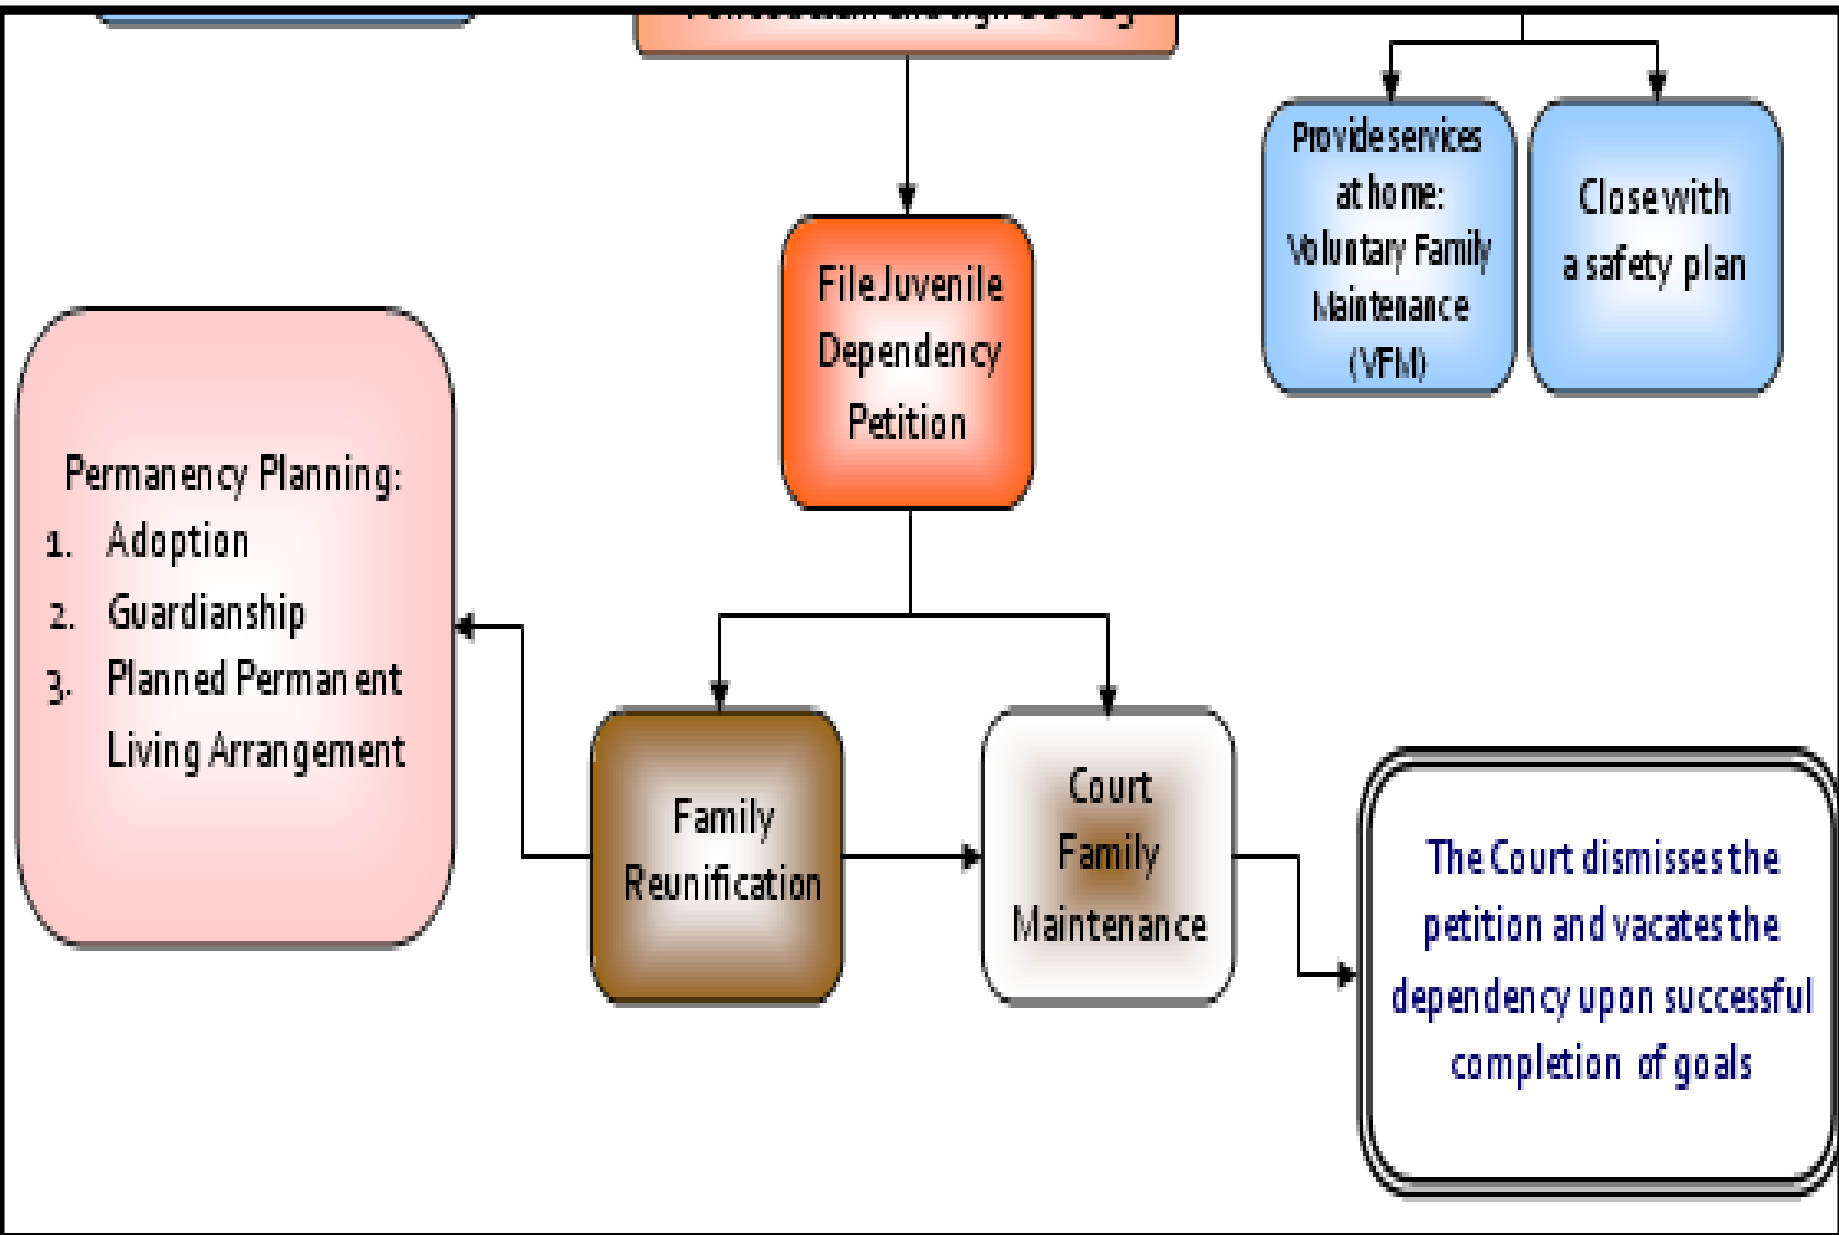 Provide services
at home:
Voluntary Family
Maintenance
(VFM)
Close with
a safety plan
File Juvenile
Dependency
Petition
Permanency Planning:
1. Adoption
2. Guardianship
3. Planned Permanent
Living Arrangement
Family
Reunification
Court
Family
Maintenance
The Court dismisses the
petition and vacates the
dependency upon successful
completion of goals